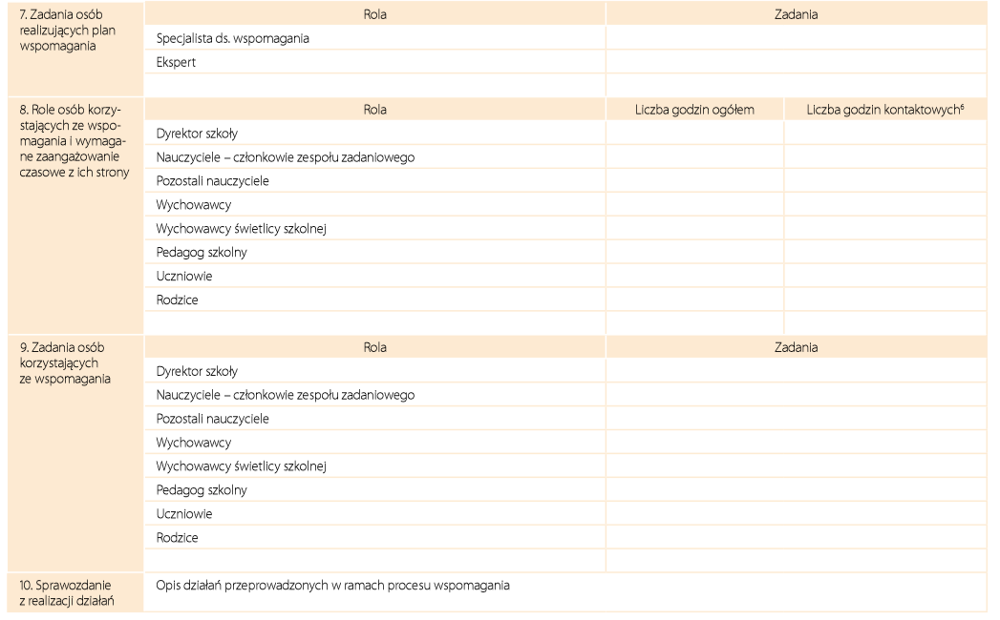 7. Zadania osób
realizujących plan
wspomagania
Rola
Zadania
Specjalista ds. wspomagania
Ekspert
8. Role osób korzy-
stających ze wspo-
magania i wymaga-
ne zaangażowanie
czasowe z ich strony
Rola
Liczba godzin ogółem
Liczba godzin kontaktowych⁶
Dyrektor szkoły
Nauczyciele – członkowie zespołu zadaniowego
Pozostali nauczyciele
Wychowawcy
Wychowawcy świetlicy szkolnej
Pedagog szkolny
Uczniowie
Rodzice
9. Zadania osób
korzystających
ze wspomagania
Rola
Zadania
Dyrektor szkoły
Nauczyciele – członkowie zespołu zadaniowego
Pozostali nauczyciele
Wychowawcy
Wychowawcy świetlicy szkolnej
Pedagog szkolny
Uczniowie
Rodzice
10. Sprawozdanie
z realizacji działań
Opis działań przeprowadzonych w ramach procesu wspomagania